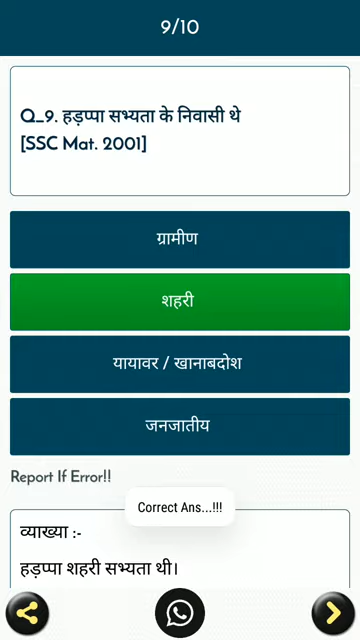 9/10
Q_9. हड़प्पा सभ्यता के निवासी थे
[SSC Mat. 2001]
ग्रामीण
शहरी
यायावर / खानाबदोश
जनजातीय
Report If Error!!
Correct Ans...!!!
व्याख्या :-
हड़प्पा शहरी सभ्यता थी।